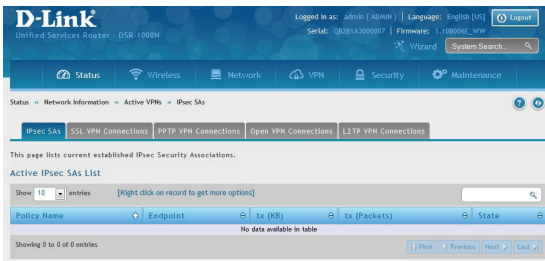 D-Link
Logged in as: admin ( ADMIN ) | Language: English [US] Logout
Unified Services Router - DSR-1000N
Serial: QB2B1A3000007 | Firmware: 1.10B006E_WW
Wizard System Search..
Status Wireless Network VPN Security Maintenance
Status » Network Information » Active VPNs » IPsec SAs
IPsec SAs SSL VPN Connections PPTP VPN Connections Open VPN Connections L2TP VPN Connections
This page lists current established IPsec Security Associations.
Active IPsec SAs List
Show 10 entries [Right click on record to get more options]
Policy Name Endpoint tx (KB) tx (Packets) State
No data available in table
Showing 0 to 0 of 0 entries First Previous Next Last